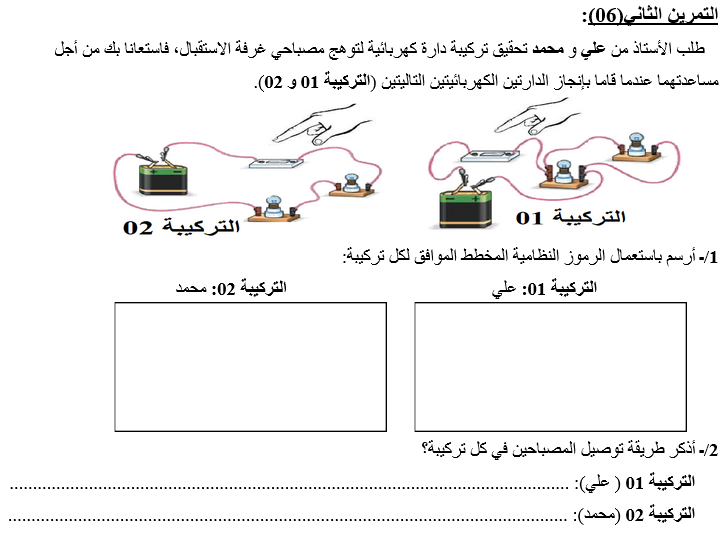 التمرين الثاني(06):
طلب الأستاذ من علي و محمد تحقيق تركيبة دارة كهربائية لتوهج مصباحي غرفة الاستقبال، فاستعانا بك من أجل
مساعدتهما عندما قاما بإنجاز الدارتين الكهربائيتين التاليتين (التركيبة 01 و 02).
التركيبة 01
التركيبة 02
1/- أرسم باستعمال الرموز النظامية المخطط الموافق لكل تركيبة:
التركيبة 01: علي
التركيبة 02: محمد
2/- أذكر طريقة توصيل المصباحين في كل تركيبة؟
التركيبة 01 ( علي): ........................................................................................................................
التركيبة 02 (محمد): ........................................................................................................................